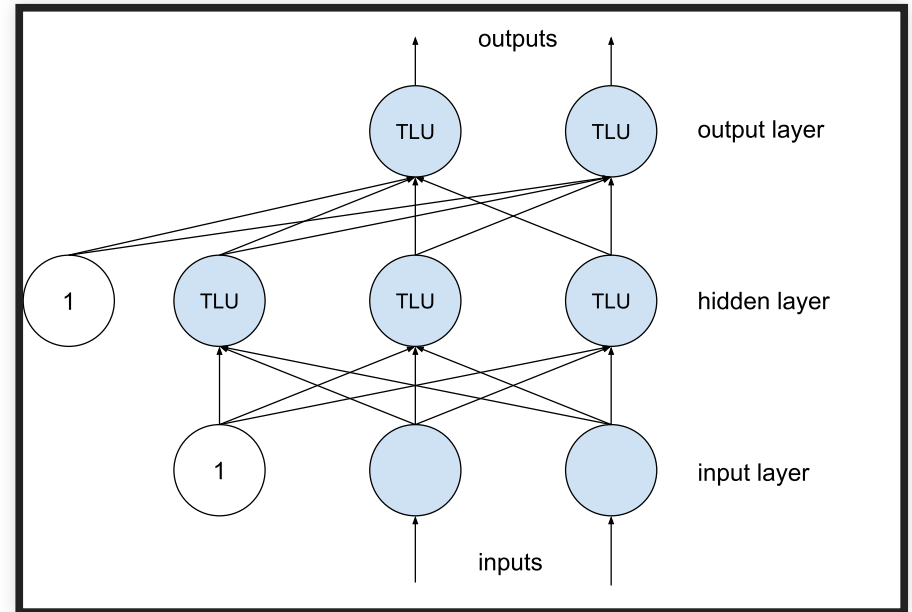 outputs
TLU
TLU
output layer
1
TLU
TLU
TLU
hidden layer
1
input layer
inputs